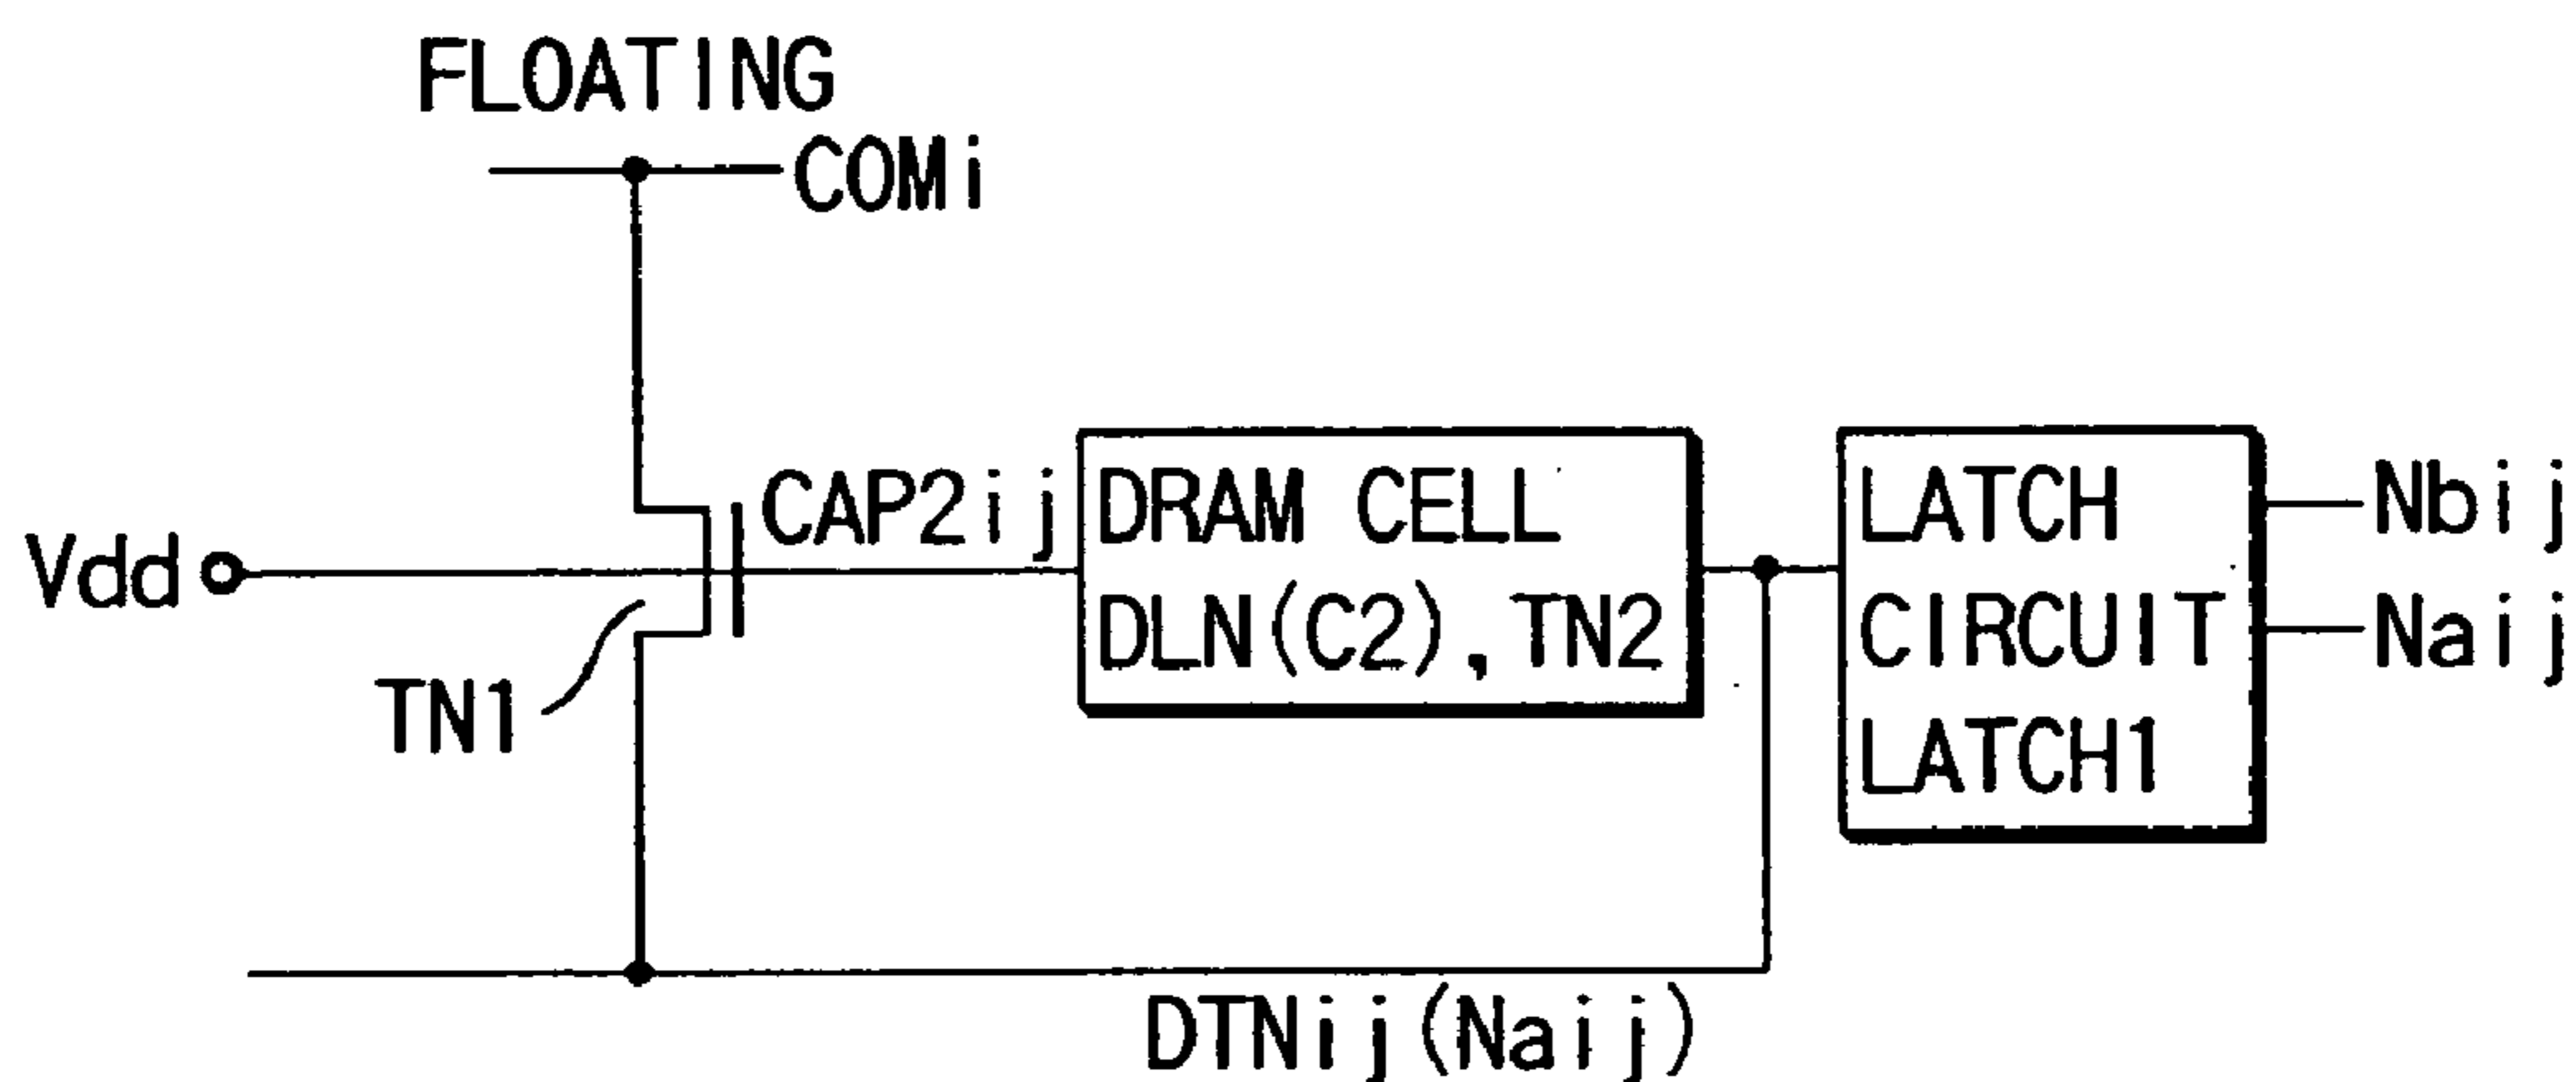 FLOATING
COMi
Vdd
CAP2ij
TN1
DRAM CELL
DLN(C2),TN2
LATCH
CIRCUIT
LATCH1
Nbij
Naij
DTNij(Naij)